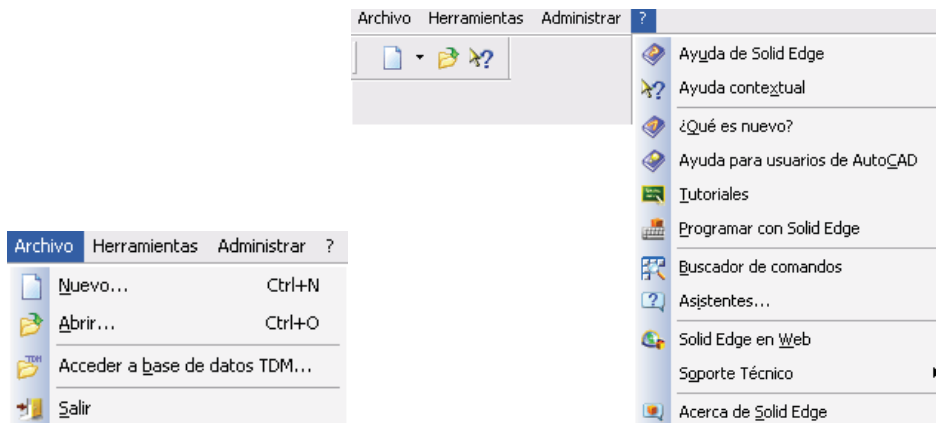 Archivo Herramientas Administrar ?
Ayuda de Solid Edge
Ayuda contextual
¿Qué es nuevo?
Ayuda para usuarios de AutoCAD
Tutoriales
Programar con Solid Edge
Buscador de comandos
Asistentes...
Solid Edge en Web
Soporte Técnico
Acerca de Solid Edge
Archivo Herramientas Administrar ?
Nuevo... Ctrl+N
Abrir... Ctrl+O
TDM Acceder a base de datos TDM...
Salir